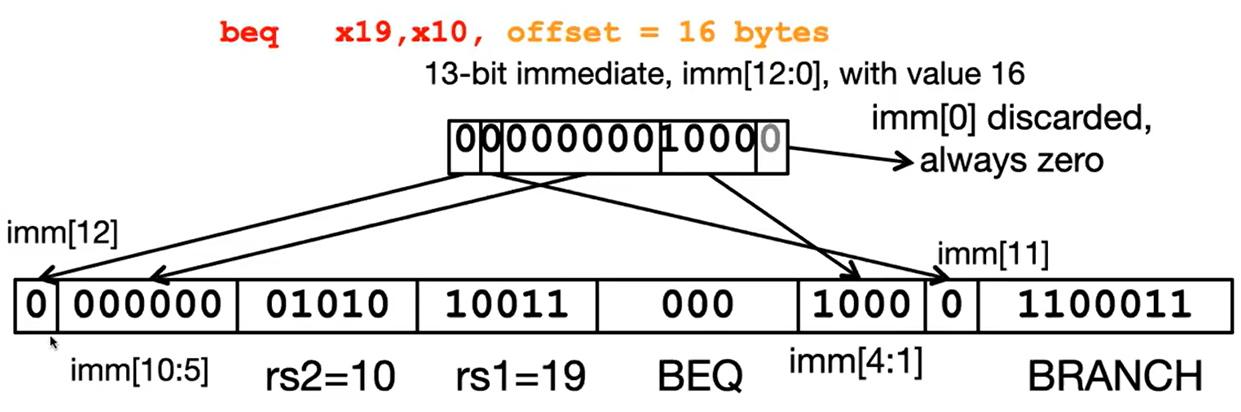 beq x19,x10, offset = 16 bytes
13-bit immediate, imm[12:0], with value 16
imm[0] discarded,
always zero
0 0 000000 1000 0
imm[12]
imm[11]
0 000000 01010 10011 000 1000 0 1100011
imm[10:5] rs2=10 rs1=19 BEQ imm[4:1] BRANCH